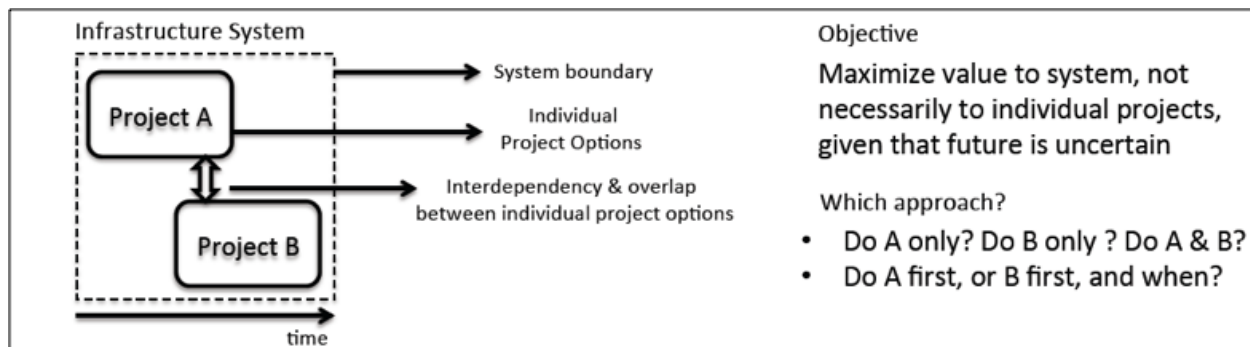 Infrastructure System
Project A
Project B
time
System boundary
Individual
Project Options
Interdependency & overlap
between individual project options
Objective
Maximize value to system, not
necessarily to individual projects,
given that future is uncertain
Which approach?
• Do A only? Do B only ? Do A & B?
• Do A first, or B first, and when?